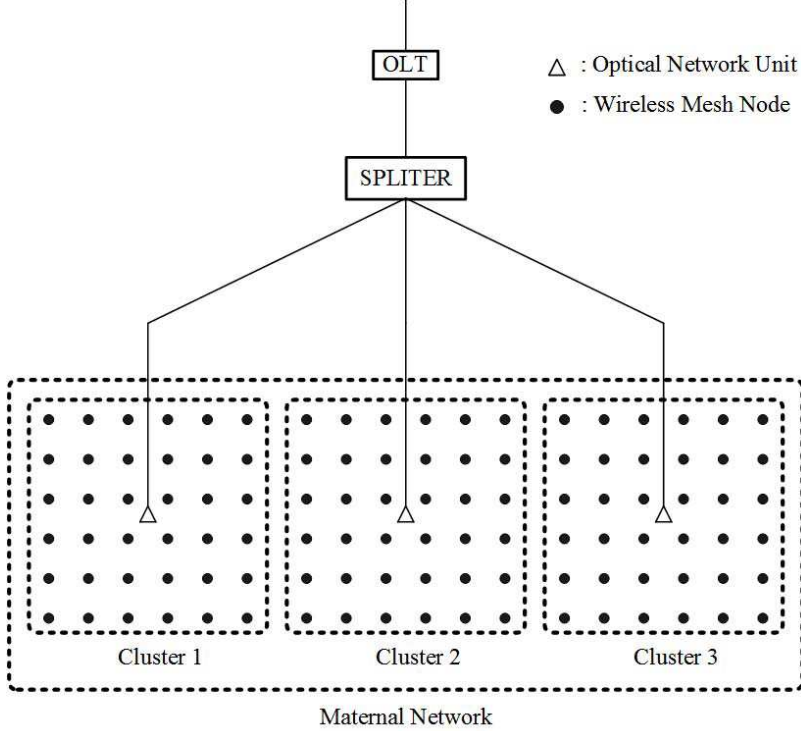 OLT
: Optical Network Unit
: Wireless Mesh Node
SPLITER
Cluster 1
Cluster 2
Cluster 3
Maternal Network